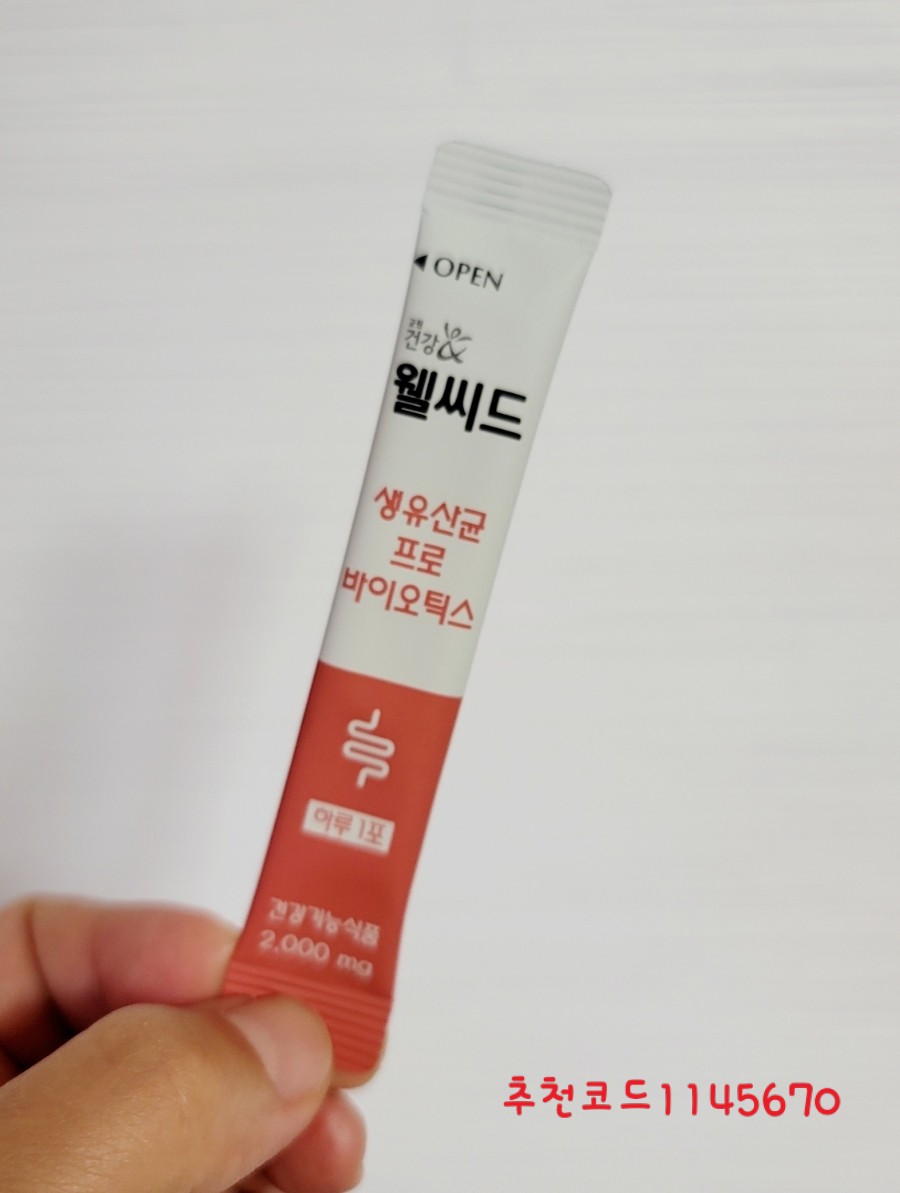 ◀ OPEN
건강&
웰씨드
생유산균
프로
바이오틱스
하루 1포
건강기능식품
2,000 mg
추천코드1145670